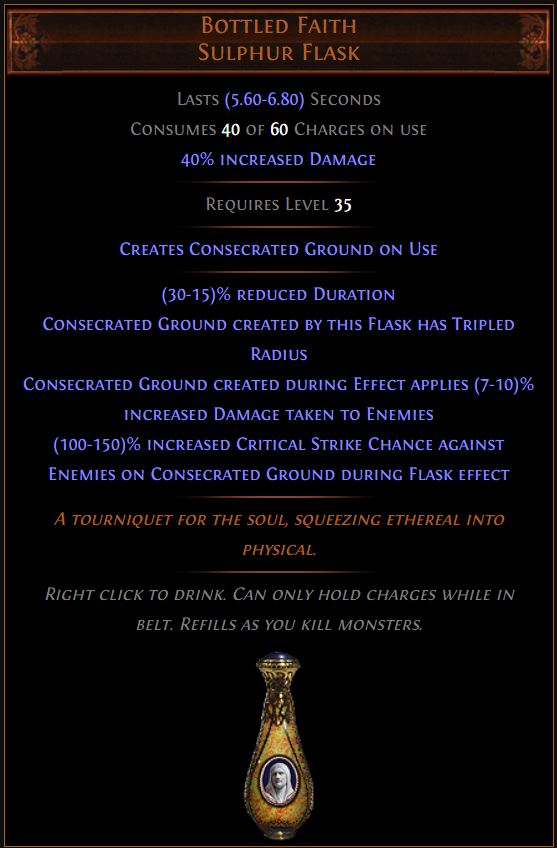 Bottled Faith
Sulphur Flask
Lasts (5.60-6.80) Seconds
Consumes 40 of 60 Charges on use
40% increased Damage
Requires Level 35
Creates Consecrated Ground on Use
(30-15)% reduced Duration
Consecrated Ground created by this Flask has Tripled
Radius
Consecrated Ground created during Effect applies (7-10)%
increased Damage taken to Enemies
(100-150)% increased Critical Strike Chance against
Enemies on Consecrated Ground during Flask effect
A tourniquet for the soul, squeezing ethereal into
physical.
Right click to drink. Can only hold charges while in
belt. Refills as you kill monsters.